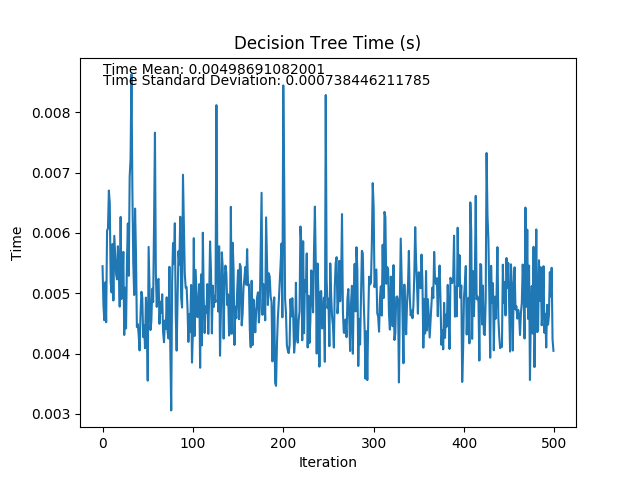 Decision Tree Time (s)
Time Mean: 0.00498691082001
Time Standard Deviation: 0.000738446211785
0.008
0.007
0.006
0.005
0.004
0.003
Time
0
100
200
300
400
500
Iteration